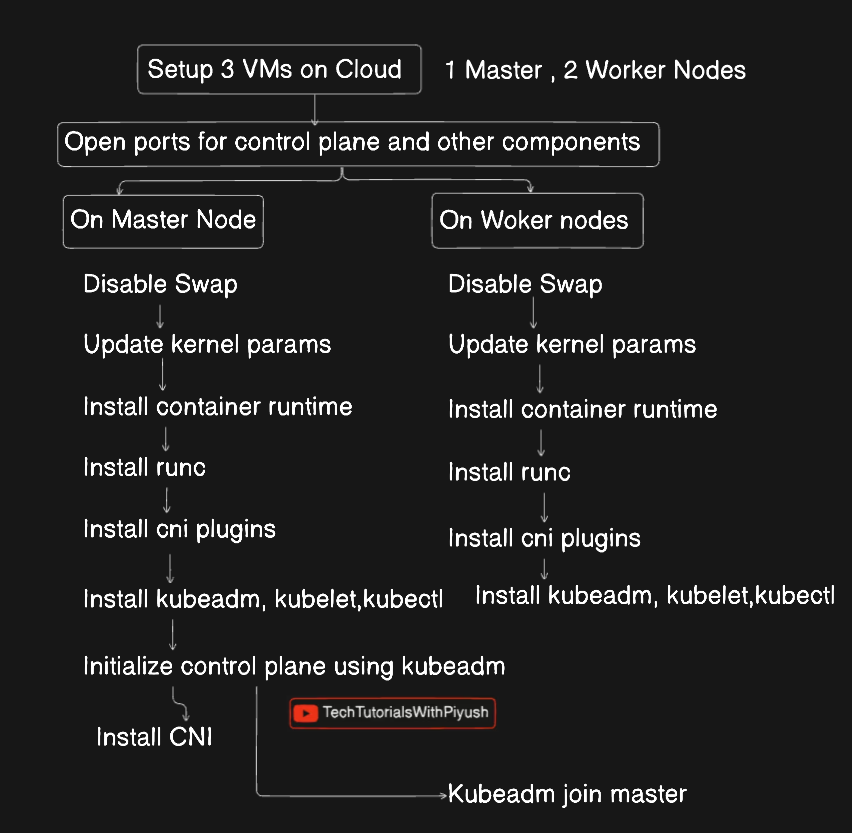 Setup 3 VMs on Cloud
1 Master , 2 Worker Nodes
Open ports for control plane and other components
On Master Node
Disable Swap
Update kernel params
Install container runtime
Install runc
Install cni plugins
Install kubeadm, kubelet,kubectl
Initialize control plane using kubeadm
Install CNI
On Woker nodes
Disable Swap
Update kernel params
Install container runtime
Install runc
Install cni plugins
Install kubeadm, kubelet,kubectl
TechTutorialsWithPiyush
Kubeadm join master